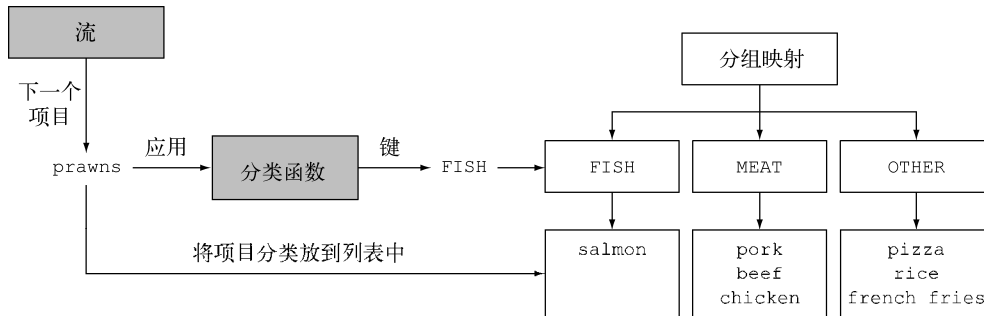 流
分组映射
下一个
项目
prawns
应用
分类函数
键
FISH
FISH
MEAT
OTHER
将项目分类放到列表中
salmon
pork
beef
chicken
pizza
rice
french fries